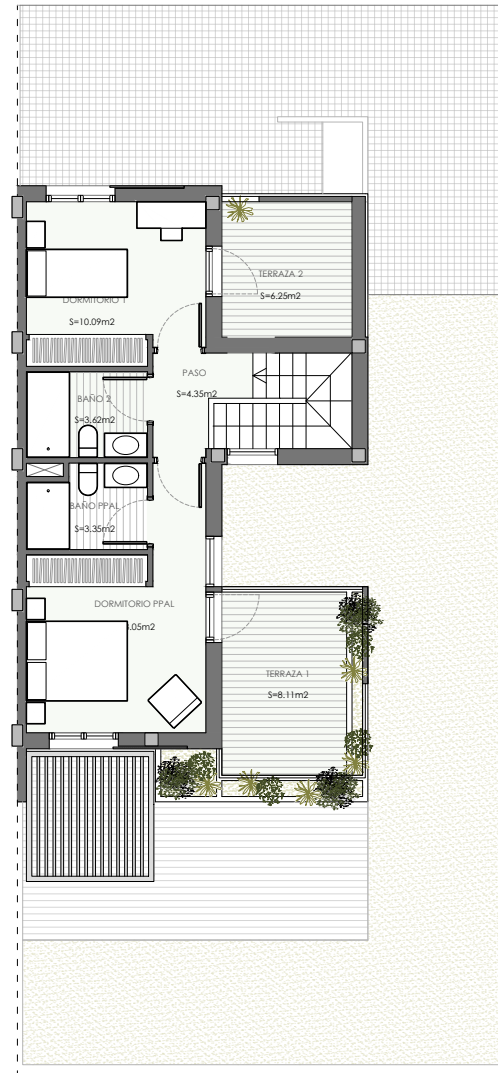 TERRAZA 2
S=6.25m2
DORMITORIO 1
S=10.09m2
PASO
S=4.35m2
BAÑO 2
S=3.62m2
BAÑO PPAL
S=3.35m2
DORMITORIO PPAL
.05m2
TERRAZA 1
S=8.11m2